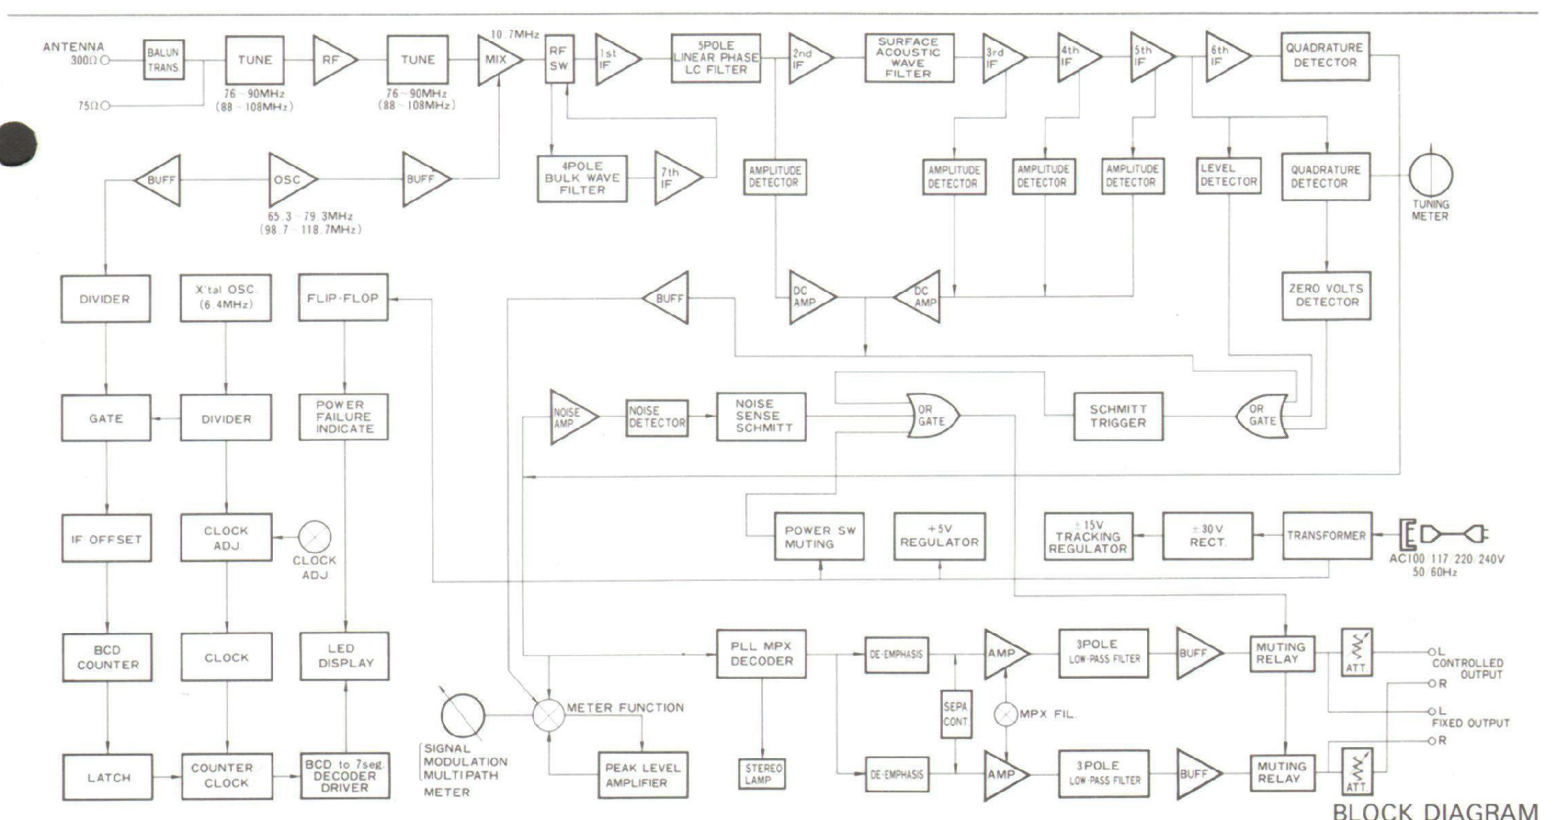 ANTENNA
300Ω
75Ω
BALUN
TRANS.
TUNE
76-90MHz
(88-108MHz)
RF
TUNE
76-90MHz
(88-108MHz)
10.7MHz
MIX
RF
SW
1st
IF
5POLE
LINEAR PHASE
LC FILTER
2nd
IF
SURFACE
ACOUSTIC
WAVE
FILTER
3rd
IF
4th
IF
5th
IF
6th
IF
QUADRATURE
DETECTOR
BUFF
OSC
65.3-79.3MHz
(98.7-118.7MHz)
BUFF
4POLE
BULK WAVE
FILTER
7th
IF
AMPLITUDE
DETECTOR
AMPLITUDE
DETECTOR
AMPLITUDE
DETECTOR
AMPLITUDE
DETECTOR
LEVEL
DETECTOR
QUADRATURE
DETECTOR
TUNING
METER
DIVIDER
X'tal OSC.
(6.4MHz)
FLIP-FLOP
BUFF
DC
AMP
DC
AMP
ZERO VOLTS
DETECTOR
GATE
DIVIDER
POWER
FAILURE
INDICATE
NOISE
AMP
NOISE
DETECTOR
NOISE
SENSE
SCHMITT
OR
GATE
SCHMITT
TRIGGER
OR
GATE
IF OFFSET
CLOCK
ADJ.
CLOCK
ADJ
POWER SW
MUTING
+5V
REGULATOR
±15V
TRACKING
REGULATOR
±30V
RECT.
TRANSFORMER
AC100 117 220 240V
50 60Hz
BCD
COUNTER
CLOCK
LED
DISPLAY
PLL MPX
DECODER
DE-EMPHASIS
AMP
3POLE
LOW-PASS FILTER
BUFF
MUTING
RELAY
ATT.
L
CONTROLLED
OUTPUT
R
SEPA
CONT.
MPX FIL.
L
FIXED OUTPUT
R
METER FUNCTION
SIGNAL
MODULATION
MULTIPATH
METER
LATCH
COUNTER
CLOCK
BCD to 7seg.
DECODER
DRIVER
PEAK LEVEL
AMPLIFIER
STEREO
LAMP
DE-EMPHASIS
AMP
3POLE
LOW-PASS FILTER
BUFF
MUTING
RELAY
ATT.
BLOCK DIAGRAM